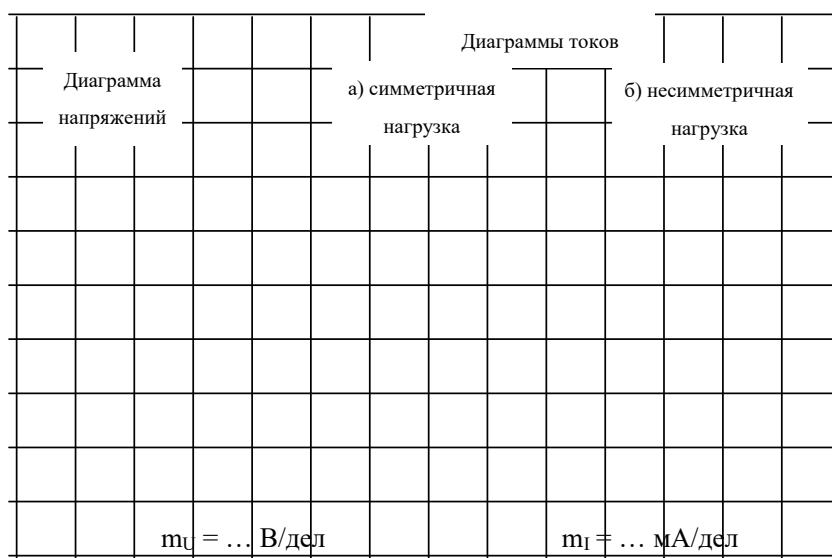 Диаграммы токов
Диаграмма
напряжений
а) симметричная
нагрузка
б) несимметричная
нагрузка
mU = … В/дел
mI = … мА/дел